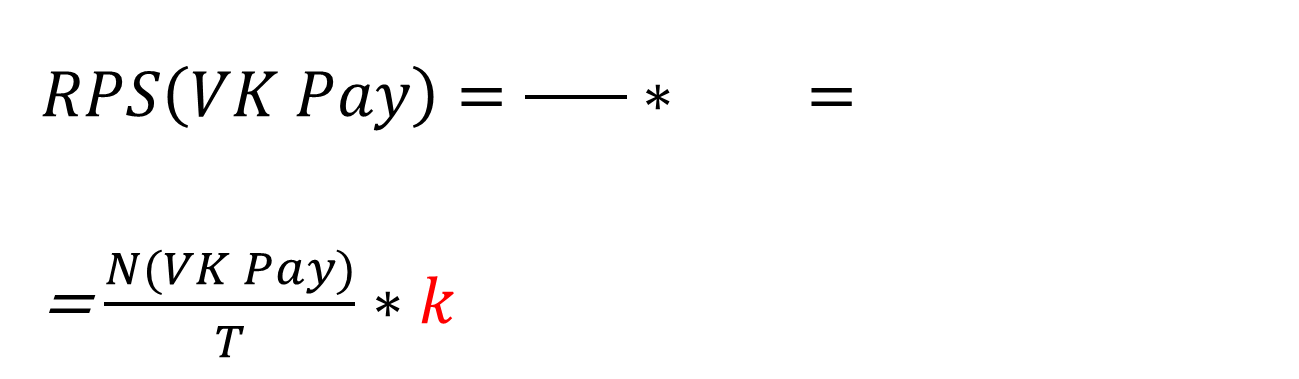 RPS(VK Pay) = — * =
= N(VK Pay) / T * k